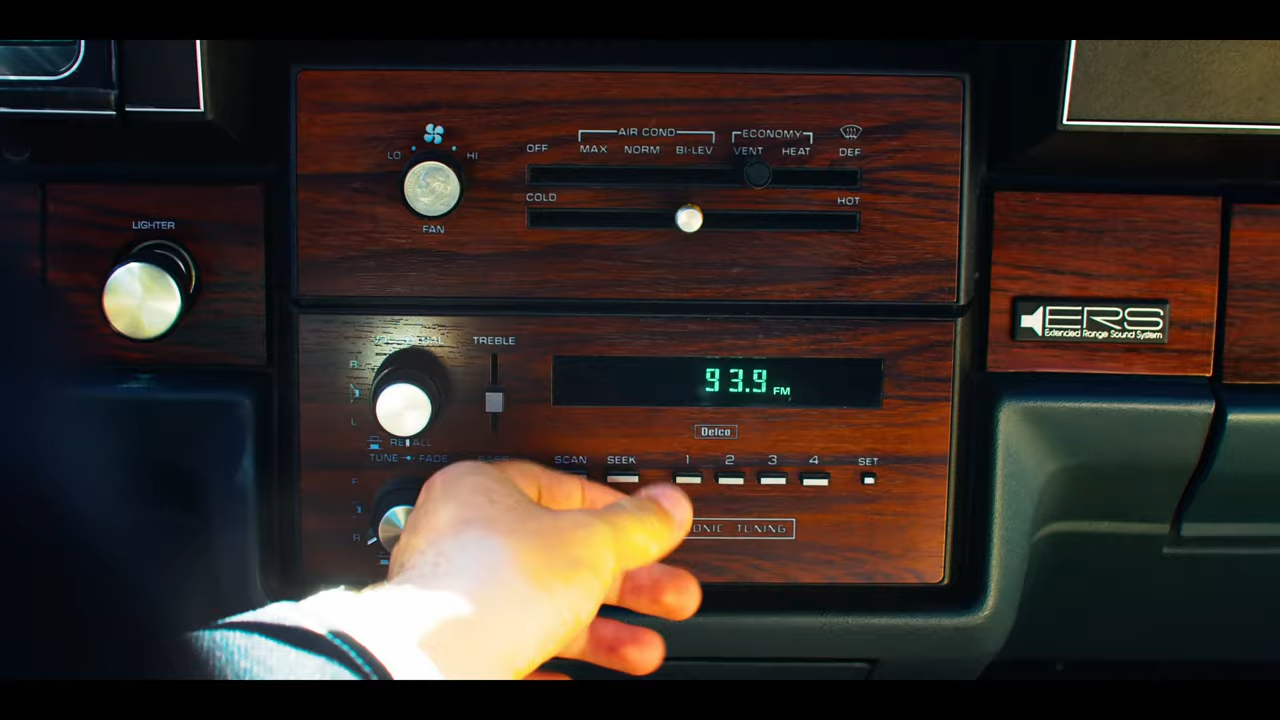 AIR COND
ECONOMY
OFF MAX NORM BI-LEV VENT HEAT DEF
LO HI
COLD HOT
FAN
LIGHTER
ERS
Extended Range Sound System
TREBLE
R
93.9 FM
L
Delco
RECALL
TUNE FADE
BASS SCAN SEEK 1 2 3 4 SET
F
TUNING
R